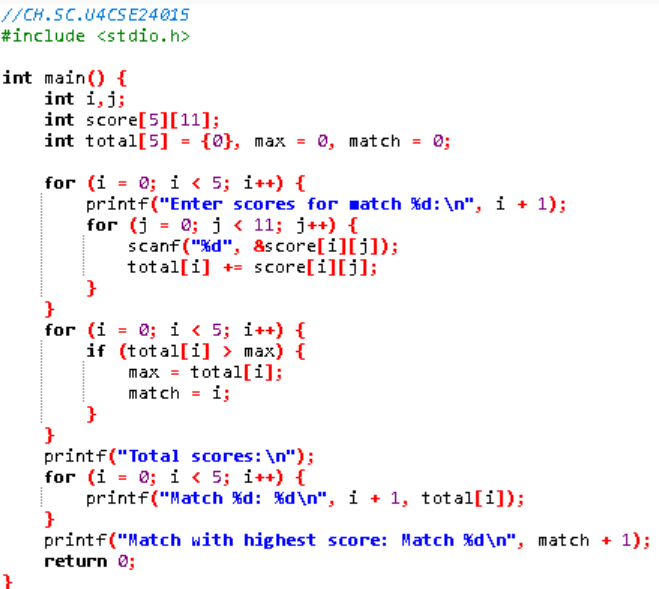 //CH.SC.U4CSE24015
#include <stdio.h>

int main() {
    int i,j;
    int score[5][11];
    int total[5] = {0}, max = 0, match = 0;

    for (i = 0; i < 5; i++) {
        printf("Enter scores for match %d:\n", i + 1);
        for (j = 0; j < 11; j++) {
            scanf("%d", &score[i][j]);
            total[i] += score[i][j];
        }
    }
    for (i = 0; i < 5; i++) {
        if (total[i] > max) {
            max = total[i];
            match = i;
        }
    }
    printf("Total scores:\n");
    for (i = 0; i < 5; i++) {
        printf("Match %d: %d\n", i + 1, total[i]);
    }
    printf("Match with highest score: Match %d\n", match + 1);
    return 0;
}